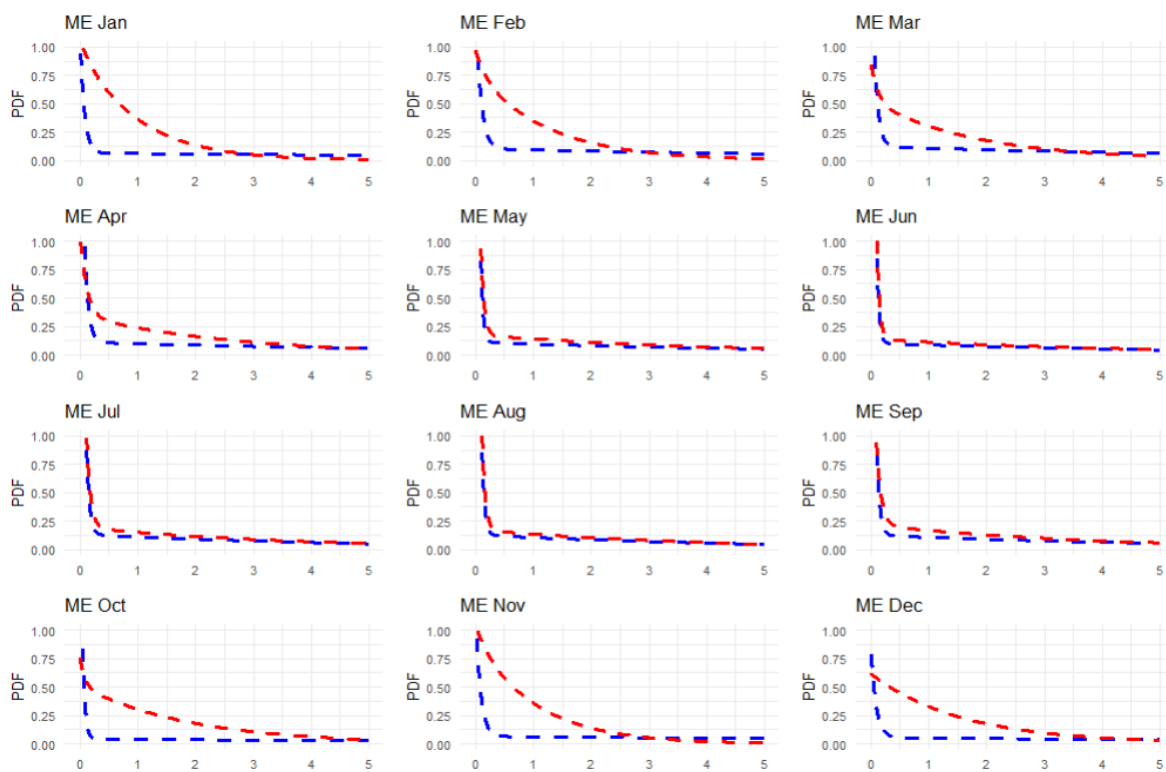 ME Jan
ME Feb
ME Mar
PDF
1.00
0.75
0.50
0.25
0.00
0 1 2 3 4 5
PDF
1.00
0.75
0.50
0.25
0.00
0 1 2 3 4 5
PDF
1.00
0.75
0.50
0.25
0.00
0 1 2 3 4 5
ME Apr
ME May
ME Jun
PDF
1.00
0.75
0.50
0.25
0.00
0 1 2 3 4 5
PDF
1.00
0.75
0.50
0.25
0.00
0 1 2 3 4 5
PDF
1.00
0.75
0.50
0.25
0.00
0 1 2 3 4 5
ME Jul
ME Aug
ME Sep
PDF
1.00
0.75
0.50
0.25
0.00
0 1 2 3 4 5
PDF
1.00
0.75
0.50
0.25
0.00
0 1 2 3 4 5
PDF
1.00
0.75
0.50
0.25
0.00
0 1 2 3 4 5
ME Oct
ME Nov
ME Dec
PDF
1.00
0.75
0.50
0.25
0.00
0 1 2 3 4 5
PDF
1.00
0.75
0.50
0.25
0.00
0 1 2 3 4 5
PDF
1.00
0.75
0.50
0.25
0.00
0 1 2 3 4 5